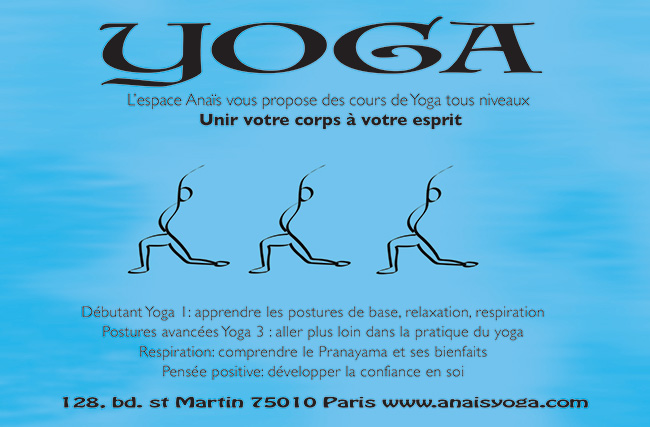 YOGA
L'espace Anaïs vous propose des cours de Yoga tous niveaux
Unir votre corps à votre esprit
Débutant Yoga 1: apprendre les postures de base, relaxation, respiration
Postures avancées Yoga 3 : aller plus loin dans la pratique du yoga
Respiration: comprendre le Pranayama et ses bienfaits
Pensée positive: développer la confiance en soi
128, bd. st Martin 75010 Paris www.anaisyoga.com